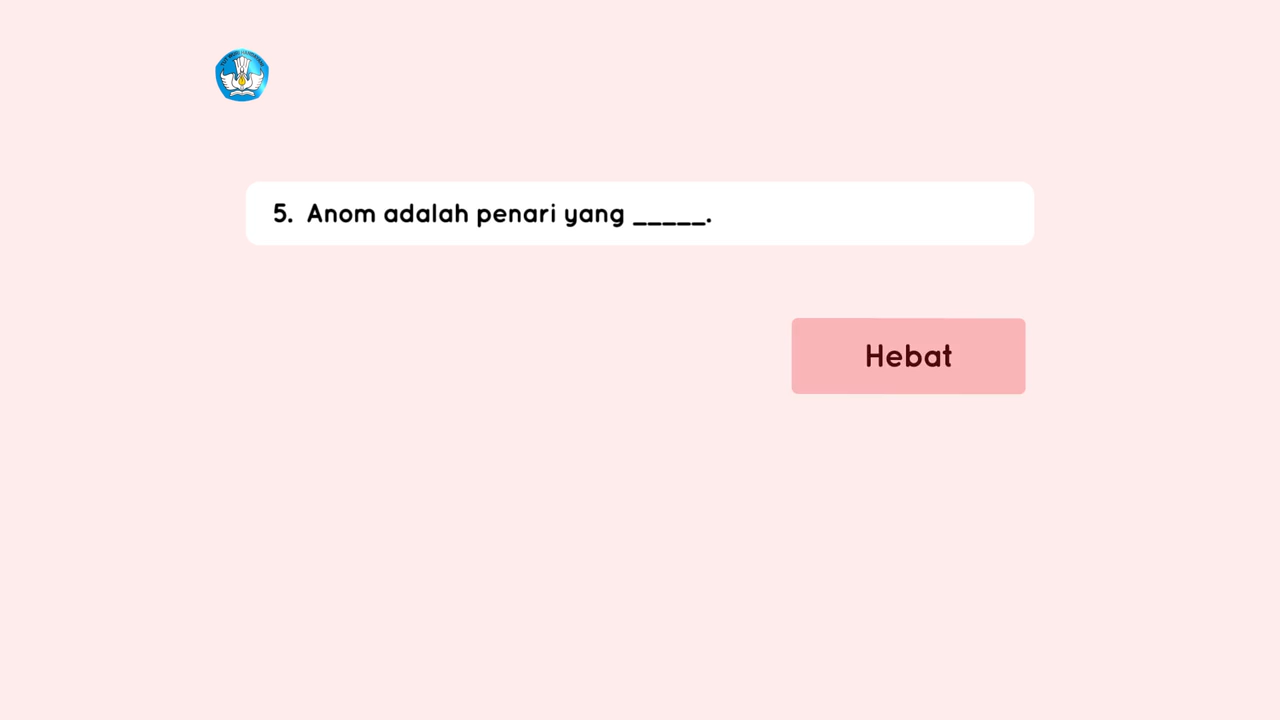 5. Anom adalah penari yang _____.
Hebat